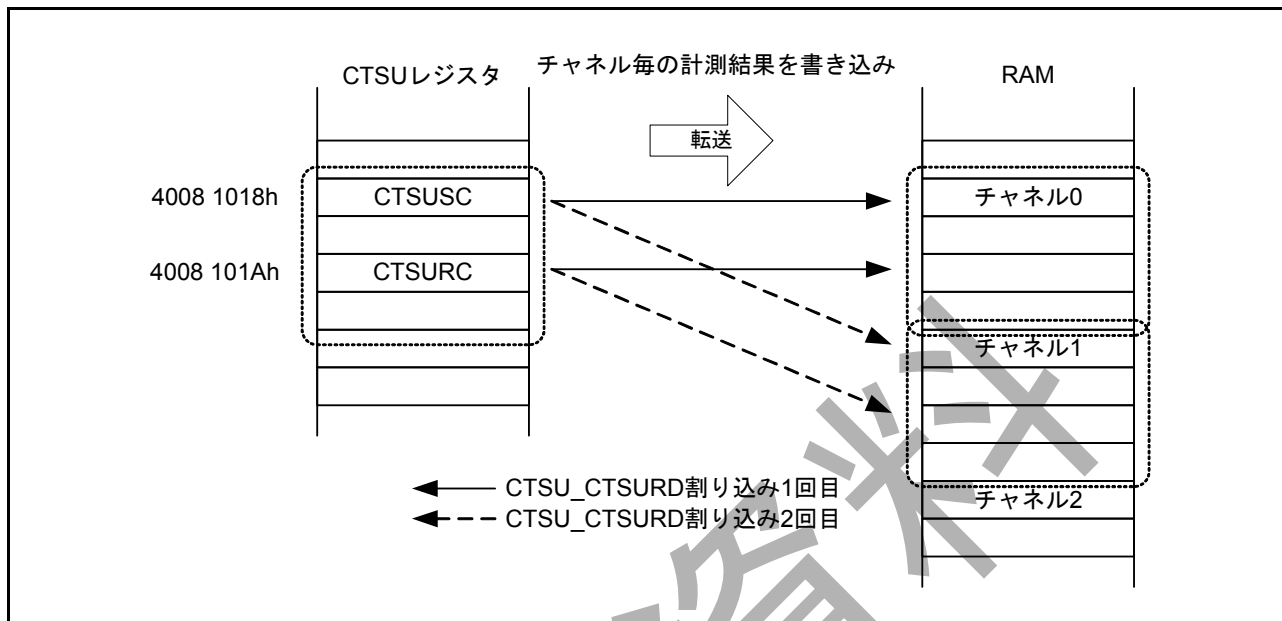 CTSUレジスタ
チャネル毎の計測結果を書き込み
RAM
転送
4008 1018h
CTSUSC
チャネル0
4008 101Ah
CTSURC
チャネル1
CTSU_CTSURD割り込み1回目
チャネル2
CTSU_CTSURD割り込み2回目
資料